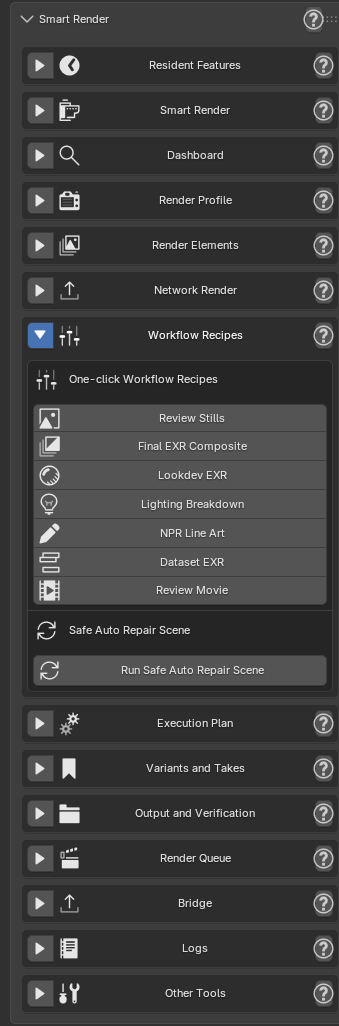 Smart Render
Resident Features
Smart Render
Dashboard
Render Profile
Render Elements
Network Render
Workflow Recipes
One-click Workflow Recipes
Review Stills
Final EXR Composite
Lookdev EXR
Lighting Breakdown
NPR Line Art
Dataset EXR
Review Movie
Safe Auto Repair Scene
Run Safe Auto Repair Scene
Execution Plan
Variants and Takes
Output and Verification
Render Queue
Bridge
Logs
Other Tools